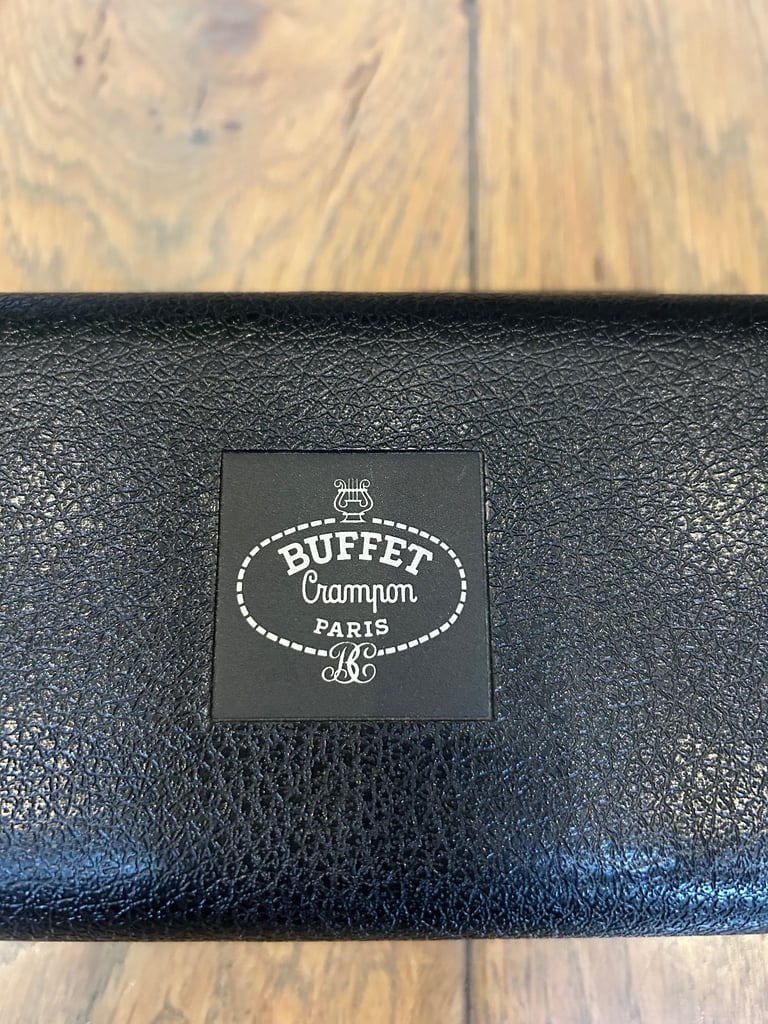 BUFFET
Crampon
PARIS
BC